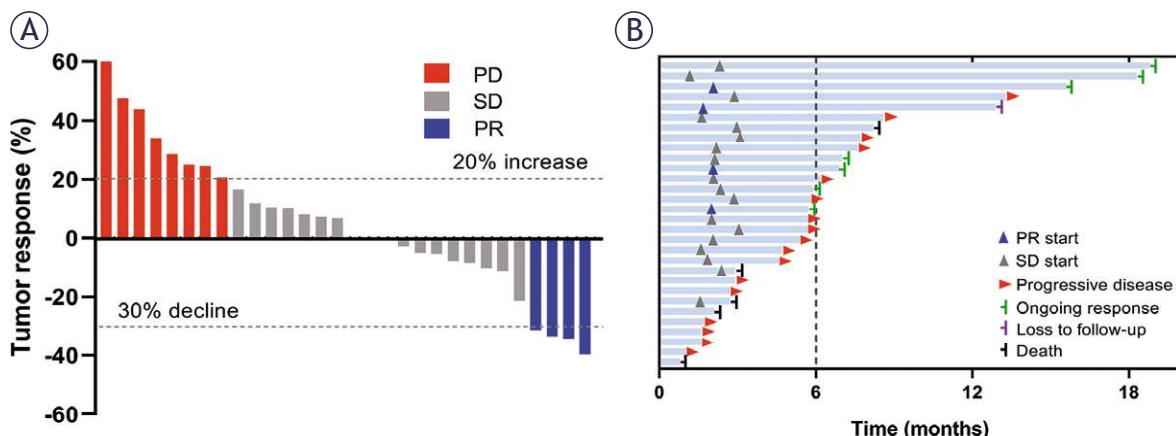 A
Tumor response (%)
60
40
20
0
-20
-40
-60
PD
SD
PR
20% increase
30% decline
B
PR start
SD start
Progressive disease
Ongoing response
Loss to follow-up
Death
0
6
12
18
Time (months)